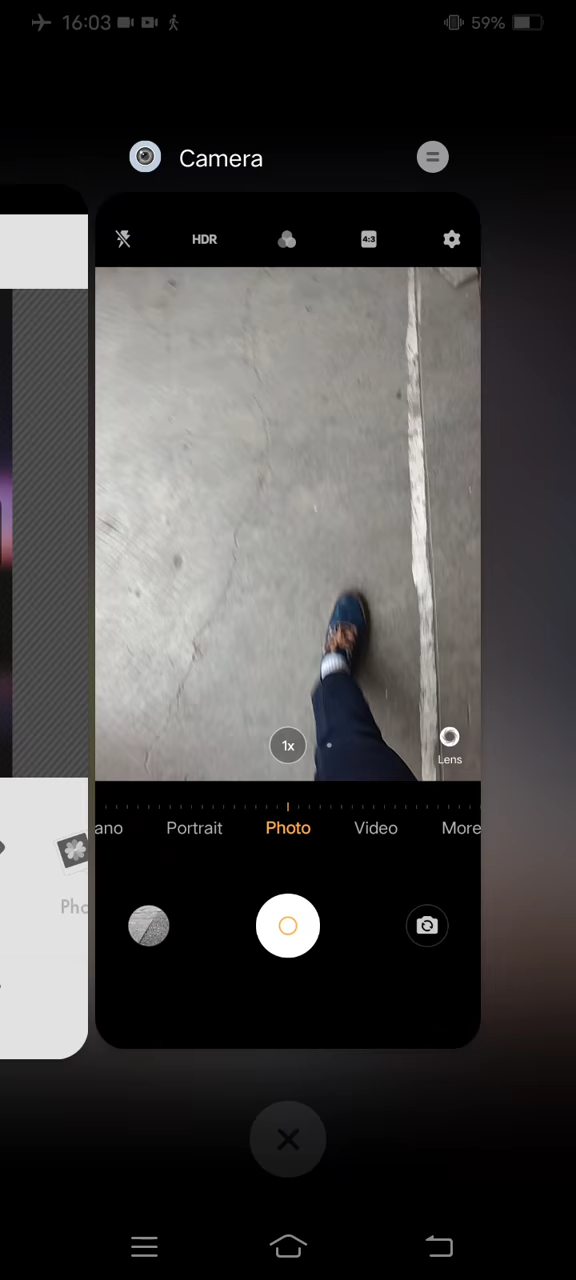 16:03
59%
Camera
HDR
4:3
1x
Lens
ano
Portrait
Photo
Video
More
Pho